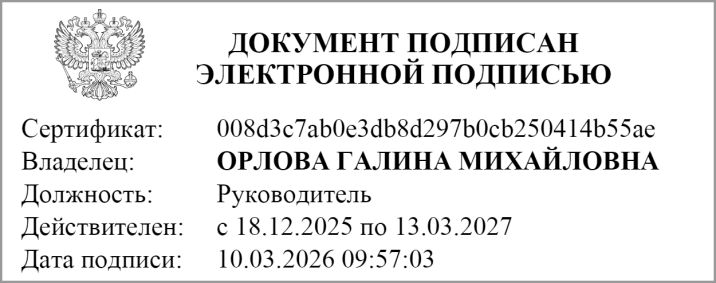 ДОКУМЕНТ ПОДПИСАН
ЭЛЕКТРОННОЙ ПОДПИСЬЮ
Сертификат: 008d3c7ab0e3db8d297b0cb250414b55ae
Владелец: ОРЛОВА ГАЛИНА МИХАЙЛОВНА
Должность: Руководитель
Действителен: с 18.12.2025 по 13.03.2027
Дата подписи: 10.03.2026 09:57:03